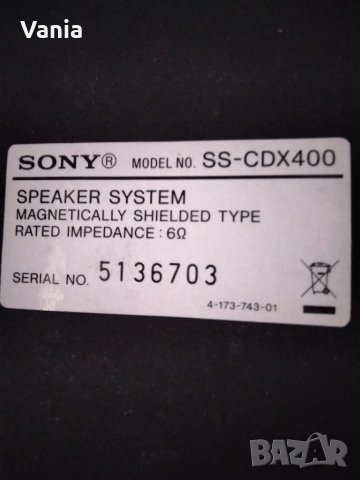 Vania
SONY® MODEL NO. SS-CDX400
SPEAKER SYSTEM
MAGNETICALLY SHIELDED TYPE
RATED IMPEDANCE : 6Ω
SERIAL NO. 5136703
4-173-743-01
BAZAR